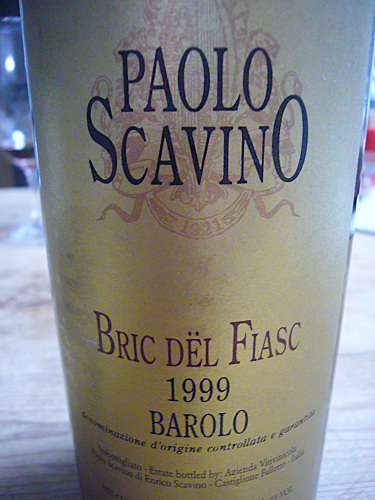 PAOLO
SCAVINO
1921
BRIC DËL FIASC
1999
BAROLO
denominazione d'origine controllata e garantita
Imbottigliato - Estate bottled by: Azienda Vitivinicola
Paolo Scavino di Enrico Scavino - Castiglione Falletto - Italia
VOL